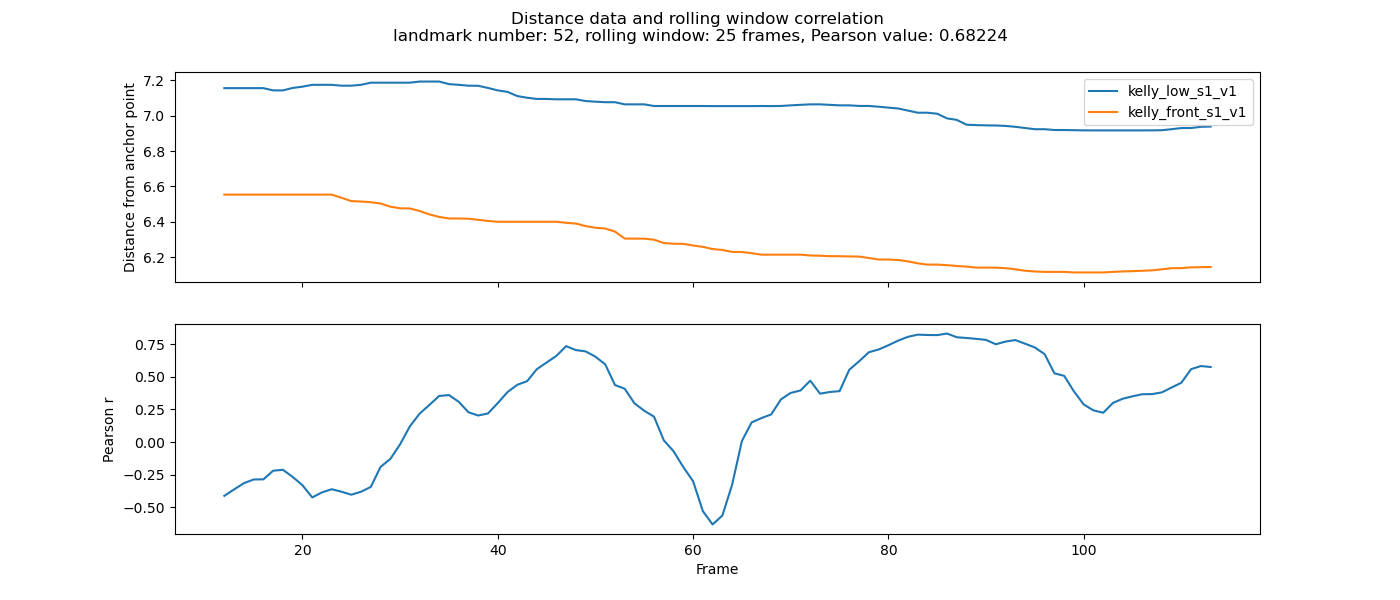 Distance data and rolling window correlation
landmark number: 52, rolling window: 25 frames, Pearson value: 0.68224
Distance from anchor point
7.2
7.0
6.8
6.6
6.4
6.2
kelly_low_s1_v1
kelly_front_s1_v1
Pearson r
0.75
0.50
0.25
0.00
−0.25
−0.50
20 40 60 80 100
Frame